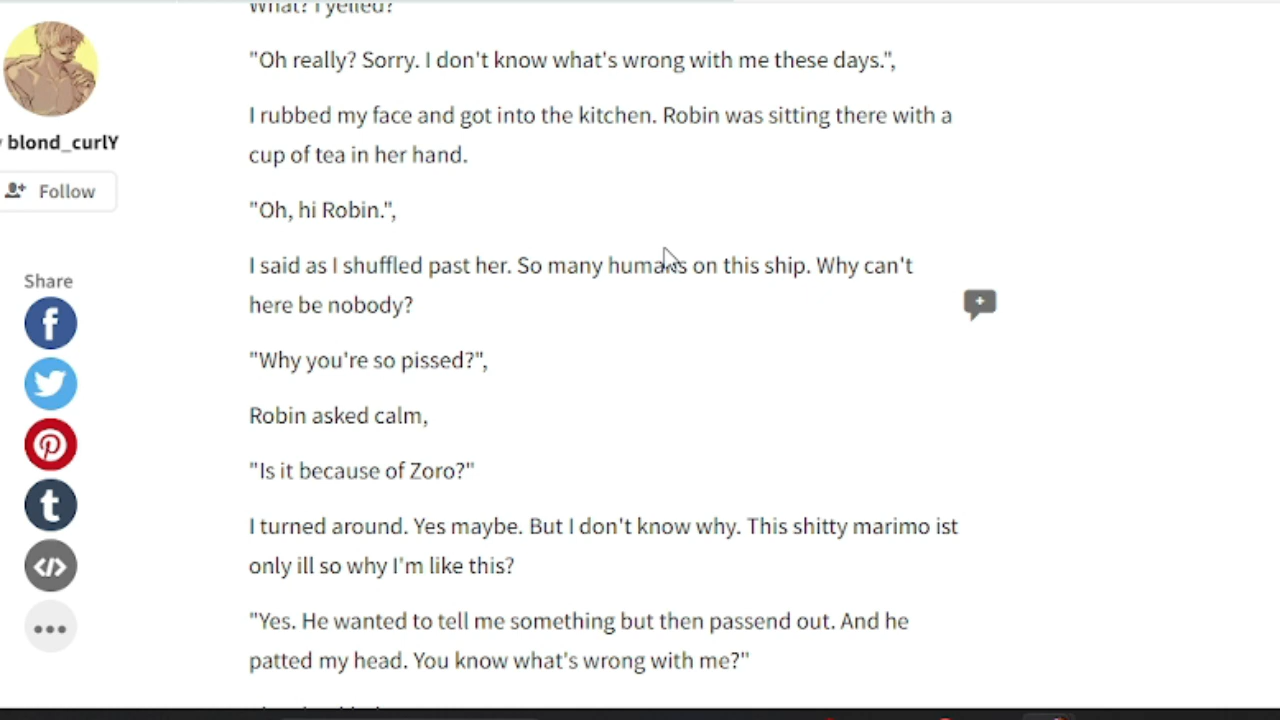 What? I yelled?
"Oh really? Sorry. I don't know what's wrong with me these days.",
I rubbed my face and got into the kitchen. Robin was sitting there with a
cup of tea in her hand.
"Oh, hi Robin.",
I said as I shuffled past her. So many humans on this ship. Why can't
here be nobody?
"Why you're so pissed?",
Robin asked calm,
"Is it because of Zoro?"
I turned around. Yes maybe. But I don't know why. This shitty marimo ist
only ill so why I'm like this?
"Yes. He wanted to tell me something but then passend out. And he
patted my head. You know what's wrong with me?"
blond_curlY
Follow
Share